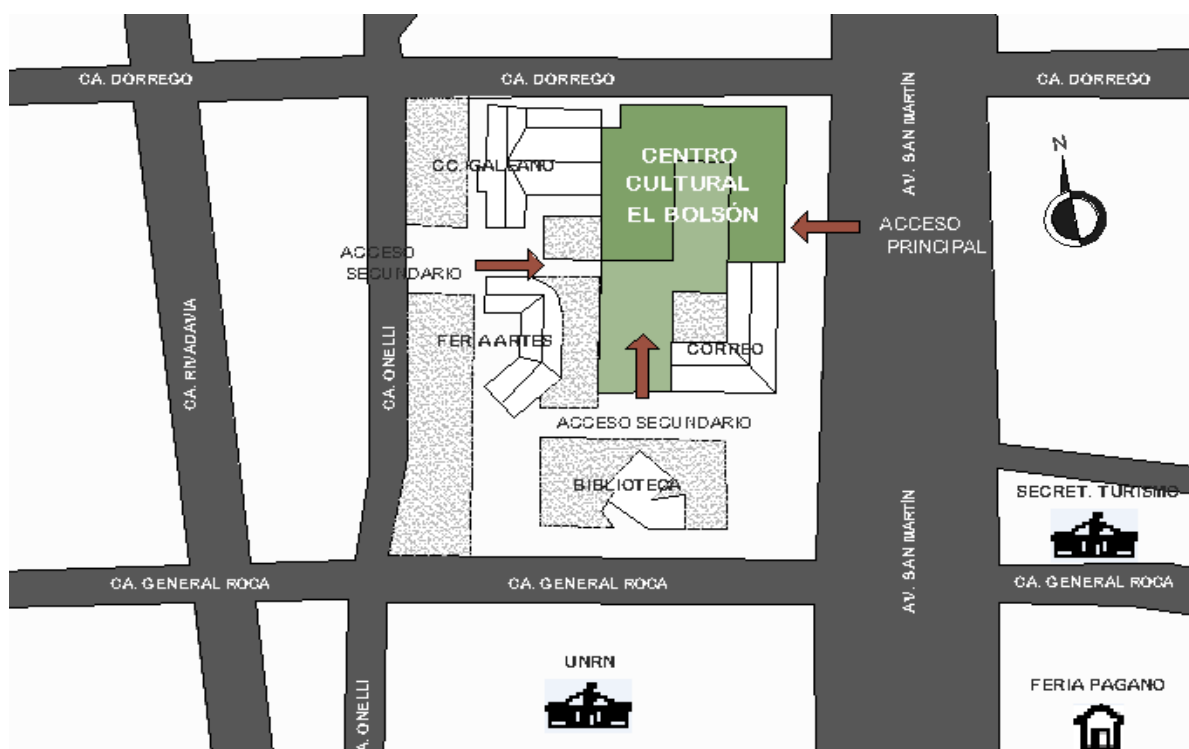 CA. DORREGO
CA. DORREGO
CA. DORREGO
AV. SAN MARTÍN
N
CENTRO
CULTURAL
EL BOLSÓN
CC. GALEANO
ACCESO
PRINCIPAL
ACCESO
SECUNDARIO
CA. RIVADAVIA
CA. ONELLI
FERIA ARTES
CORREO
ACCESO SECUNDARIO
BIBLIOTECA
SECRET. TURISMO
AV. SAN MARTÍN
CA. GENERAL ROCA
CA. GENERAL ROCA
CA. GENERAL ROCA
UNRN
CA. ONELLI
FERIA PAGANO